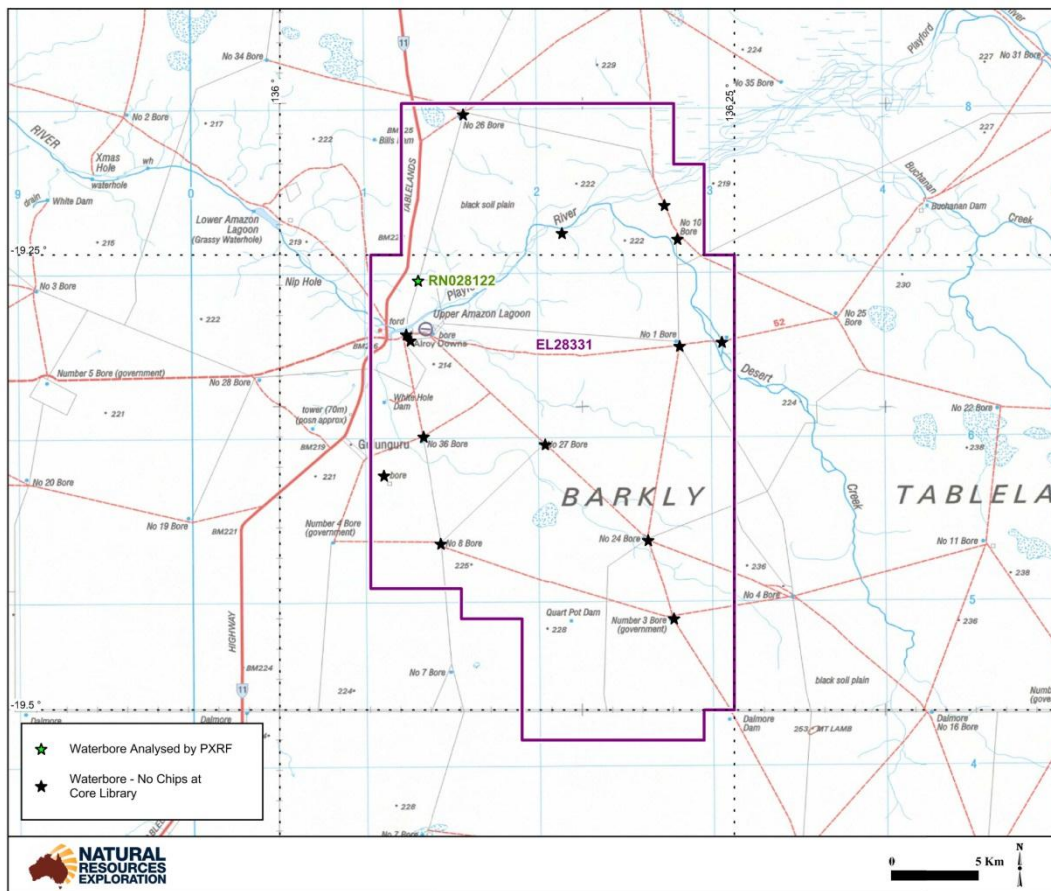 11
No 34 Bore
136 °
224
229
Playford
River
227
No 31 Bore
No 35 Bore
136.25 °
8
No 2 Bore
217
222
BM225
No 26 Bore
227
RIVER
Xmas
Hole
wh
waterhole
9
0
1
2
222
3
219
4
Buchanan
drain
White Dam
TABLELANDS
black soil plain
Buchanan Dam
Creek
Lower Amazon
Lagoon
(Grassy Waterhole)
River
No 10
Bore
222
215
219
-19.25 °
Nip Hole
RN028122
230
No 3 Bore
Playford
222
ford
Upper Amazon Lagoon
bore
Alroy Downs
EL28331
No 1 Bore
62
No 25
Bore
214
Desert
Number 5 Bore (government)
No 28 Bore
White Hole
Dam
224
No 22 Bore
221
tower (70m)
(posn approx)
BM219
No 36 Bore
No 27 Bore
6
238
No 20 Bore
221
bore
BARKLY
TABLELA
Creek
No 19 Bore
BM221
Number 4 Bore
(government)
No 8 Bore
No 24 Bore
No 11 Bore
225
236
238
No 4 Bore
5
HIGHWAY
Quart Pot Dam
228
Number 3 Bore
(government)
236
BM224
No 7 Bore
black soil plain
11
224
-19.5 °
Dalmore
Dalmore
Dalmore
Dam
253
MT LAMB
Dalmore
No 16 Bore
4
Waterbore Analysed by PXRF
Waterbore - No Chips at
Core Library
226
No 7 Bore
NATURAL
RESOURCES
EXPLORATION
0 5 Km
N